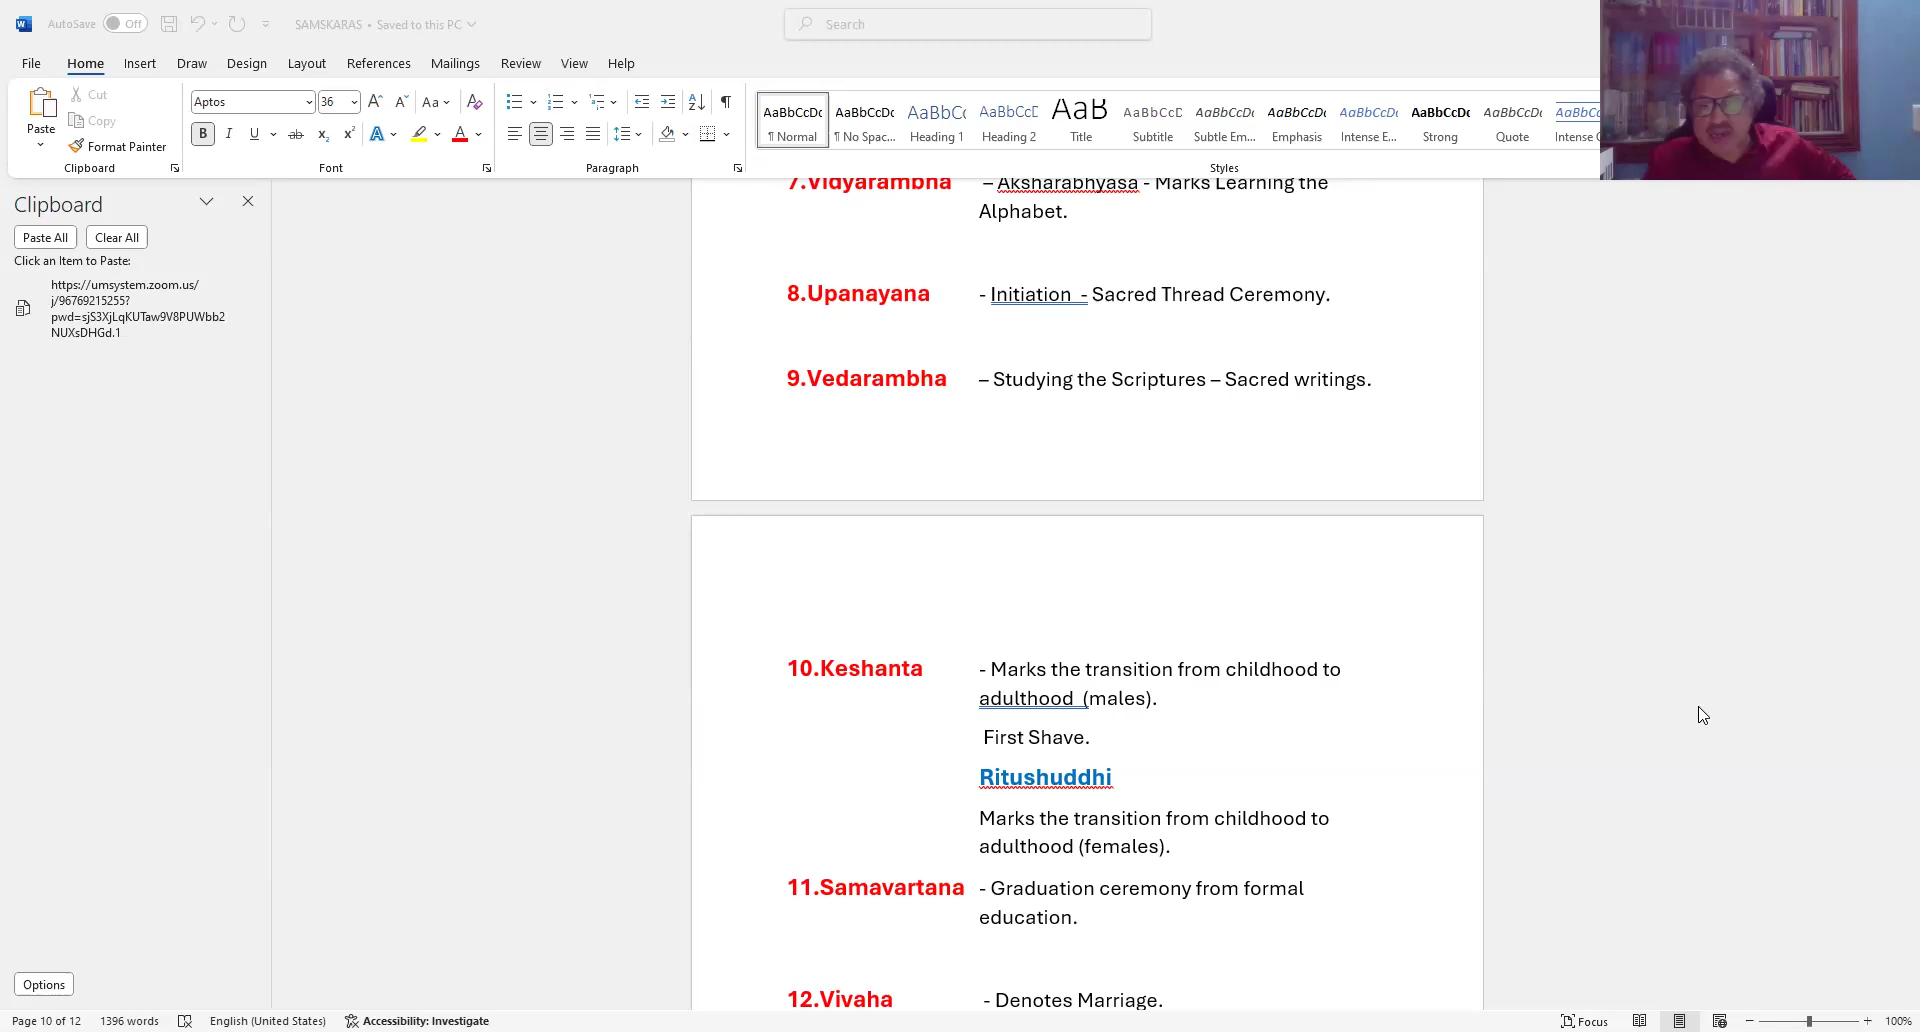 AutoSave Off SAMSKARAS • Saved to this PC Search
File Home Insert Draw Design Layout References Mailings Review View Help
Paste Cut Copy Format Painter
Aptos 36
AaBbCcDc AaBbCcDc AaBbCc AaBbCcD AaB AaBbCcD AaBbCcDc AaBbCcDc AaBbCcDc AaBbCcDc AaBbCcDc AaBbCc
¶ Normal ¶ No Spac... Heading 1 Heading 2 Title Subtitle Subtle Em... Emphasis Intense E... Strong Quote Intense
Clipboard Font Paragraph Styles
Clipboard
Paste All Clear All
Click an Item to Paste:
https://umsystem.zoom.us/
j/96769215255?
pwd=sjS3XjLqKUTaw9V8PUWbb2
NUXsDHGd.1
Options
7.Vidyarambha – Aksharabhyasa - Marks Learning the
Alphabet.
8.Upanayana - Initiation - Sacred Thread Ceremony.
9.Vedarambha – Studying the Scriptures – Sacred writings.
10.Keshanta - Marks the transition from childhood to
adulthood (males).
First Shave.
Ritushuddhi
Marks the transition from childhood to
adulthood (females).
11.Samavartana - Graduation ceremony from formal
education.
12.Vivaha - Denotes Marriage.
Page 10 of 12 1396 words English (United States) Accessibility: Investigate Focus 100%